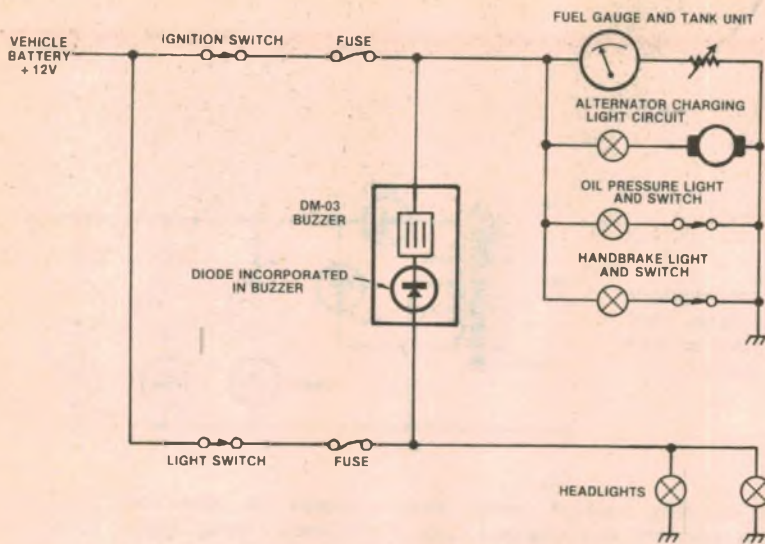 FUEL GAUGE AND TANK UNIT
VEHICLE
BATTERY
+ 12V
IGNITION SWITCH
FUSE
ALTERNATOR CHARGING
LIGHT CIRCUIT
DM-03
BUZZER
OIL PRESSURE LIGHT
AND SWITCH
DIODE INCORPORATED
IN BUZZER
HANDBRAKE LIGHT
AND SWITCH
LIGHT SWITCH
FUSE
HEADLIGHTS